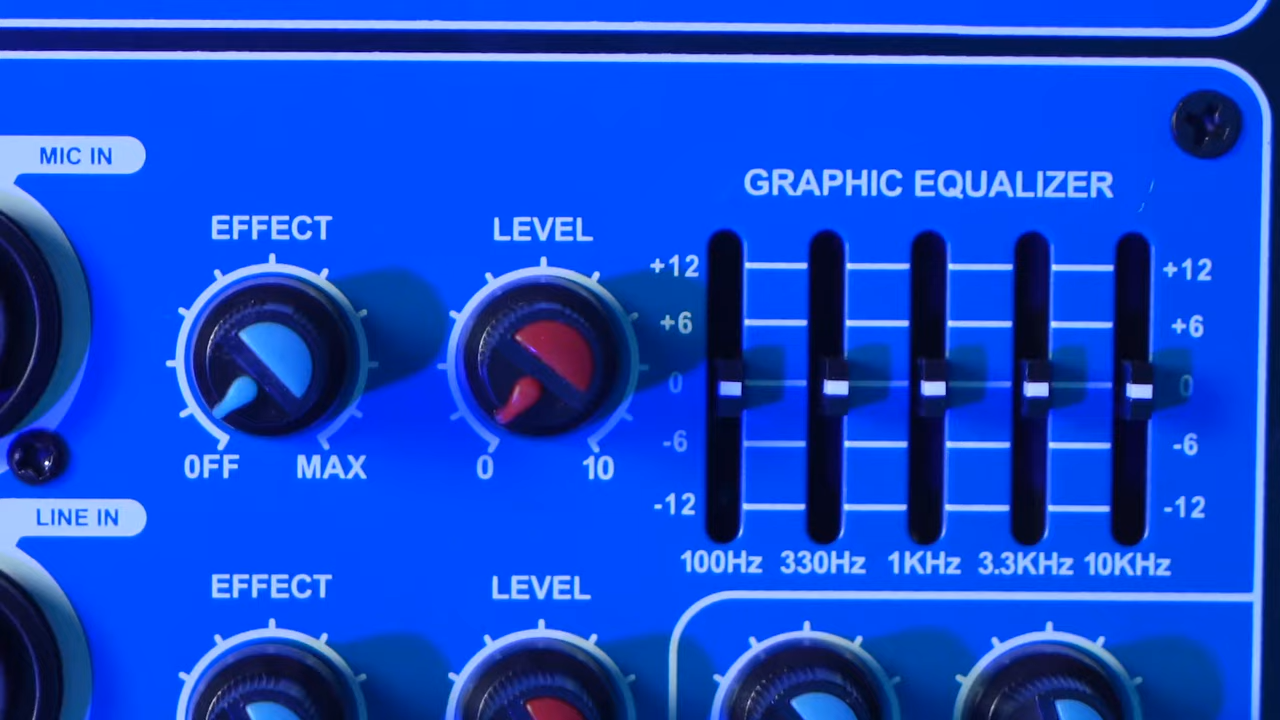 MIC IN
GRAPHIC EQUALIZER
EFFECT
LEVEL
+12
+12
+6
+6
0
0
-6
-6
0FF
MAX
0
10
-12
-12
LINE IN
100Hz 330Hz 1KHz 3.3KHz 10KHz
EFFECT
LEVEL